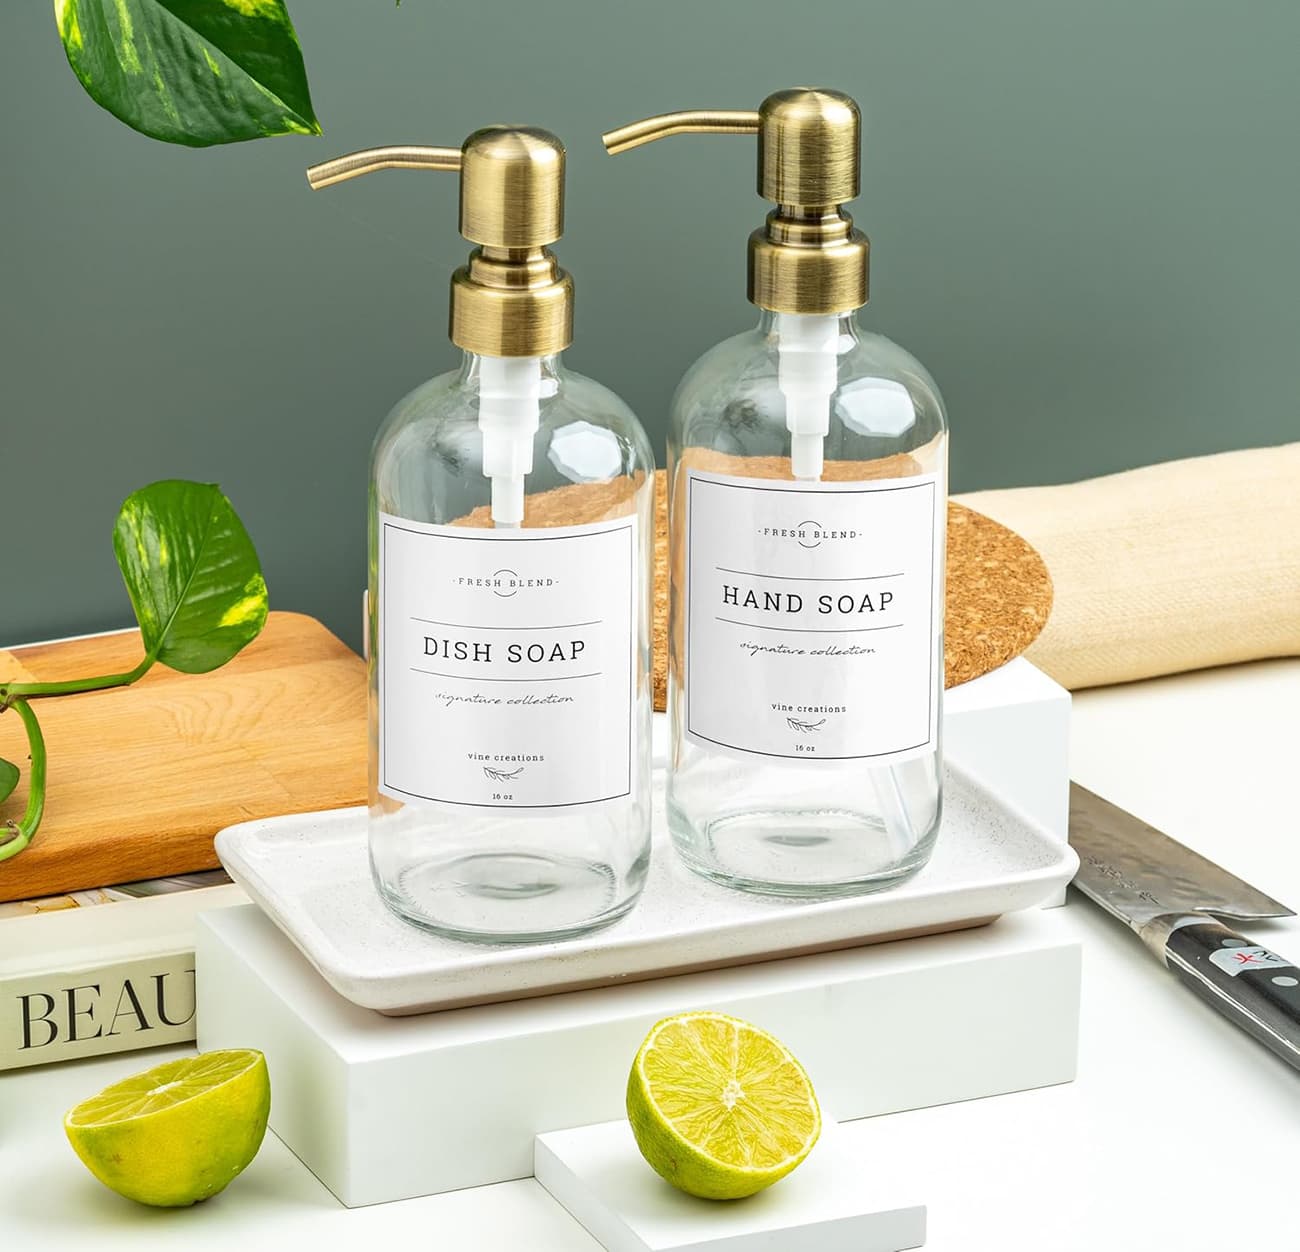 ·FRESH BLEND·
DISH SOAP
signature collection
vine creations
16 oz
·FRESH BLEND·
HAND SOAP
signature collection
vine creations
16 oz
BEAU